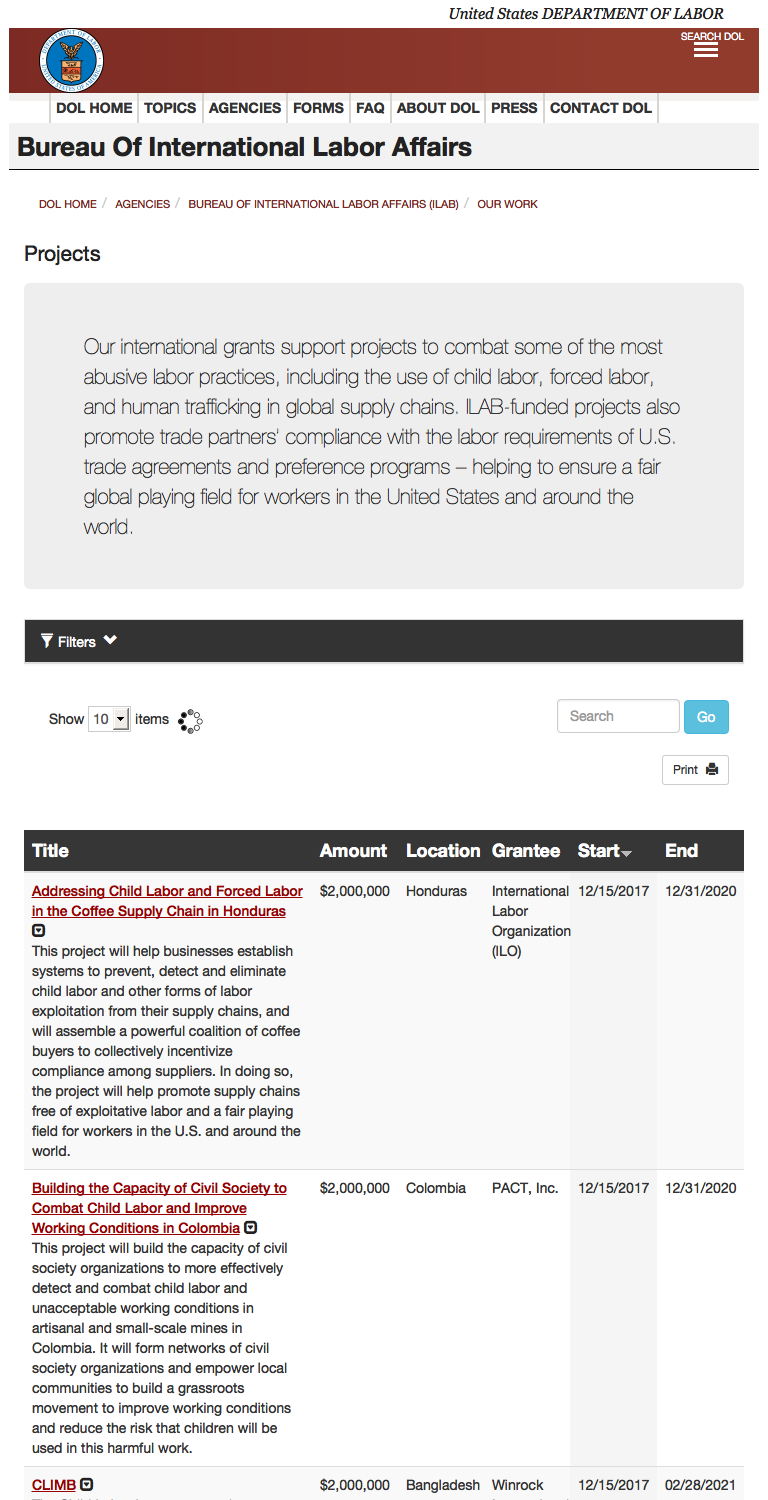 United States DEPARTMENT OF LABOR
SEARCH DOL
DOL HOME TOPICS AGENCIES FORMS FAQ ABOUT DOL PRESS CONTACT DOL
Bureau Of International Labor Affairs
DOL HOME / AGENCIES / BUREAU OF INTERNATIONAL LABOR AFFAIRS (ILAB) / OUR WORK
Projects
Our international grants support projects to combat some of the most
abusive labor practices, including the use of child labor, forced labor,
and human trafficking in global supply chains. ILAB-funded projects also
promote trade partners' compliance with the labor requirements of U.S.
trade agreements and preference programs – helping to ensure a fair
global playing field for workers in the United States and around the
world.
Filters
Show 10 items
Search Go
Print
Title Amount Location Grantee Start End
Addressing Child Labor and Forced Labor $2,000,000 Honduras International 12/15/2017 12/31/2020
in the Coffee Supply Chain in Honduras Labor
Organization
This project will help businesses establish (ILO)
systems to prevent, detect and eliminate
child labor and other forms of labor
exploitation from their supply chains, and
will assemble a powerful coalition of coffee
buyers to collectively incentivize
compliance among suppliers. In doing so,
the project will help promote supply chains
free of exploitative labor and a fair playing
field for workers in the U.S. and around the
world.
Building the Capacity of Civil Society to $2,000,000 Colombia PACT, Inc. 12/15/2017 12/31/2020
Combat Child Labor and Improve
Working Conditions in Colombia
This project will build the capacity of civil
society organizations to more effectively
detect and combat child labor and
unacceptable working conditions in
artisanal and small-scale mines in
Colombia. It will form networks of civil
society organizations and empower local
communities to build a grassroots
movement to improve working conditions
and reduce the risk that children will be
used in this harmful work.
CLIMB $2,000,000 Bangladesh Winrock 12/15/2017 02/28/2021